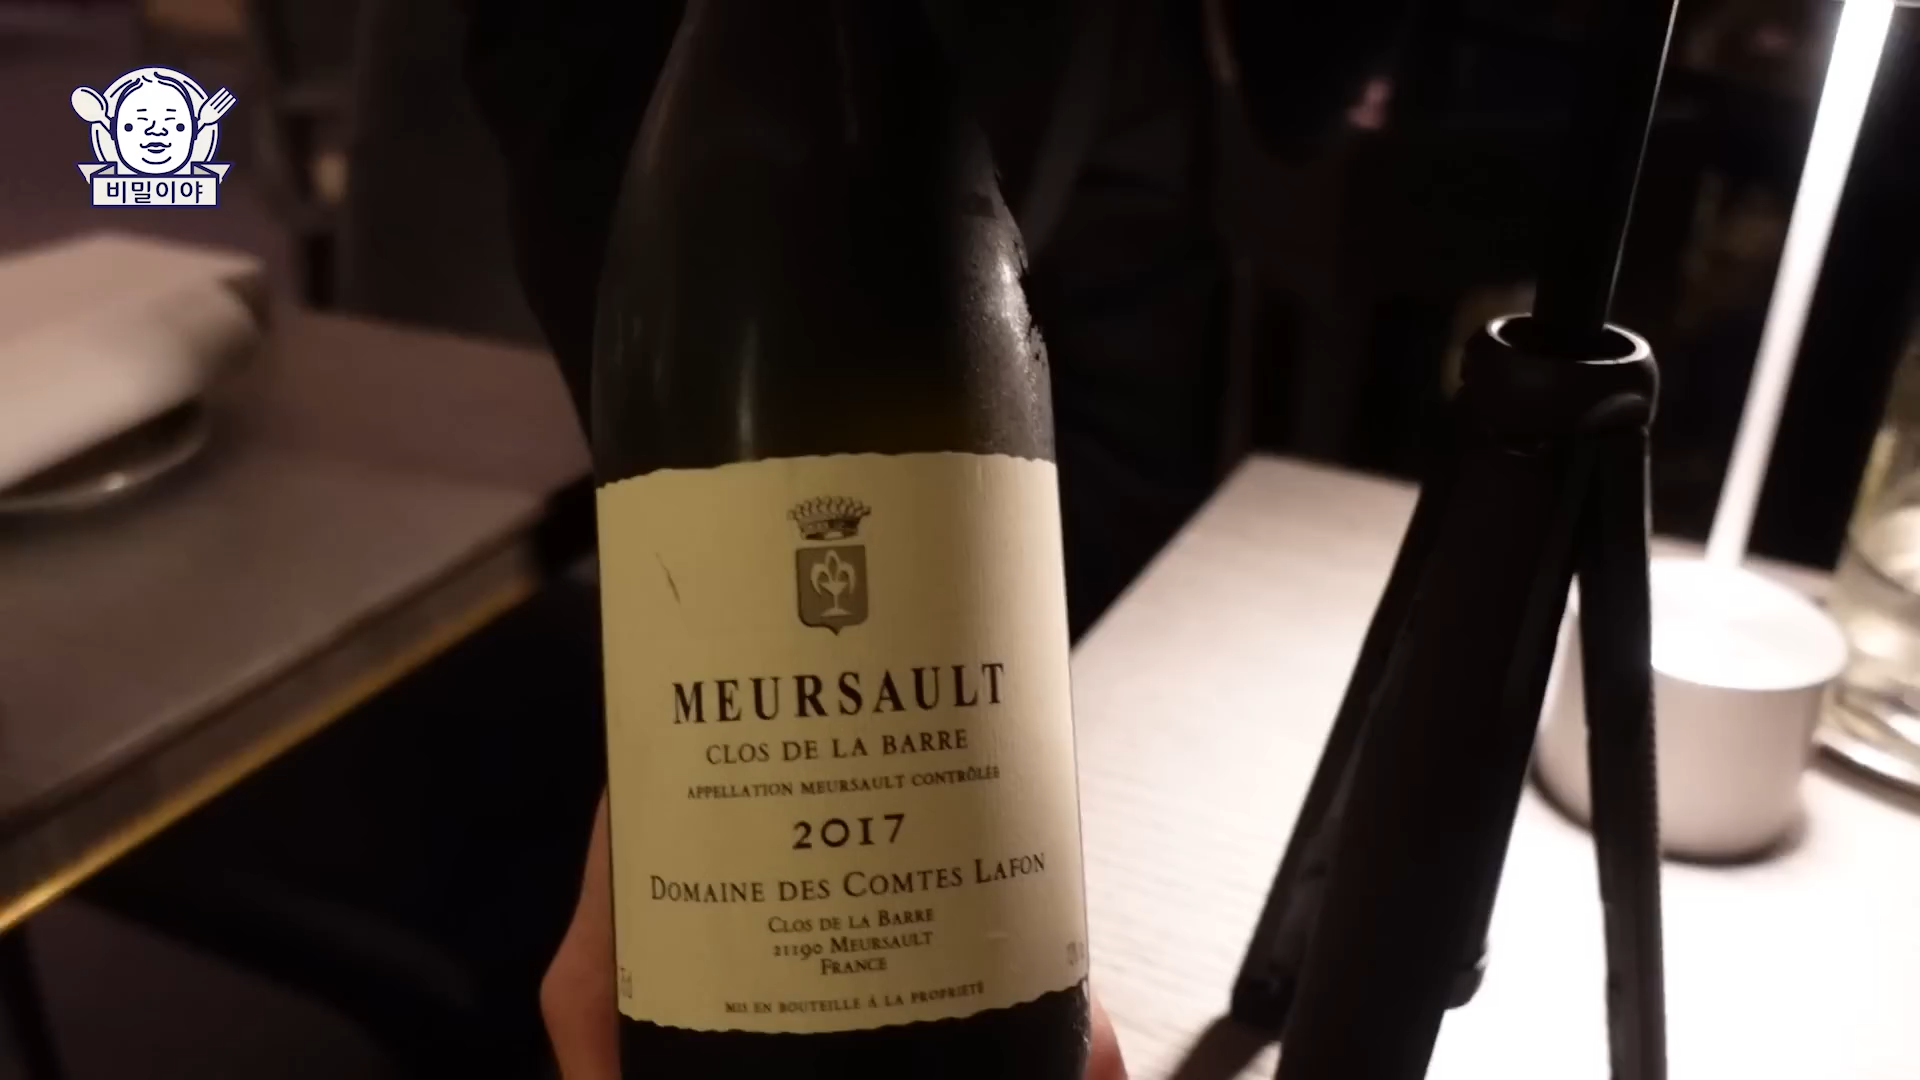 비밀이야
MEURSAULT
CLOS DE LA BARRE
APPELLATION MEURSAULT CONTRÔLÉE
2017
DOMAINE DES COMTES LAFON
CLOS DE LA BARRE
21190 MEURSAULT
FRANCE
MIS EN BOUTEILLE À LA PROPRIÉTÉ